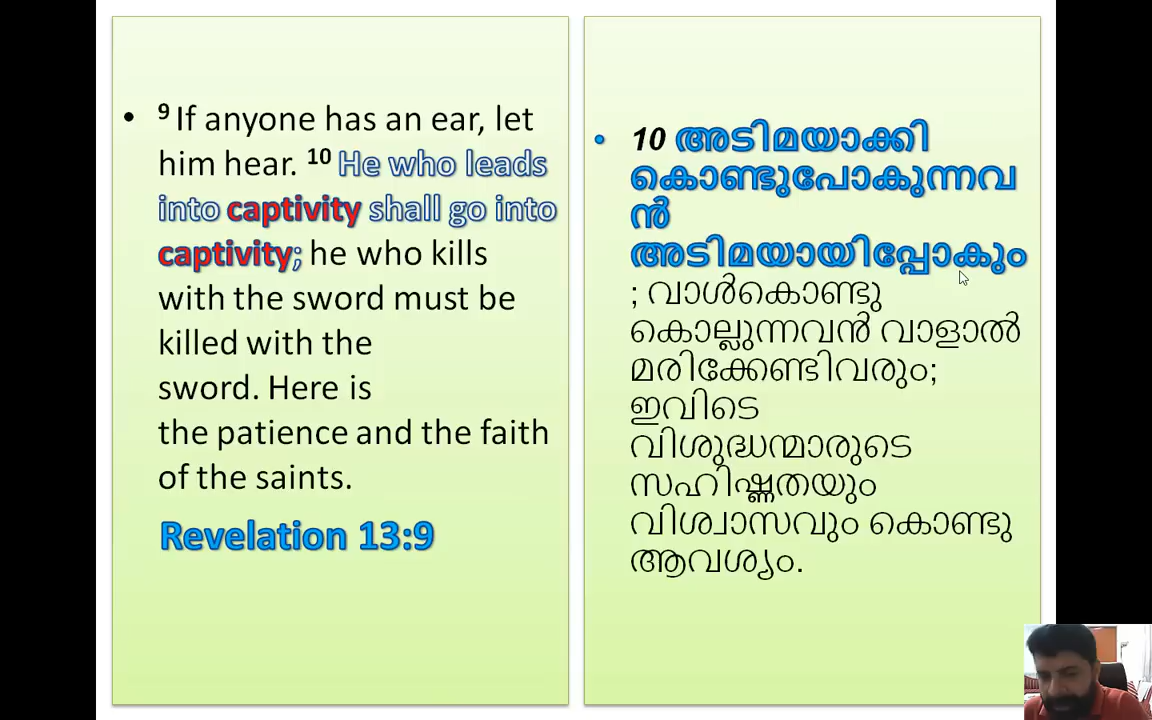 • ⁹ If anyone has an ear, let
him hear. ¹⁰ He who leads
into captivity shall go into
captivity; he who kills
with the sword must be
killed with the
sword. Here is
the patience and the faith
of the saints.
Revelation 13:9
• 10 അടിമയാക്കി
കൊണ്ടുപോകുന്നവ
ൻ
അടിമയായിപ്പോകും
; വാൾകൊണ്ടു
കൊല്ലുന്നവൻ വാളാൽ
മരിക്കേണ്ടിവരും;
ഇവിടെ
വിശുദ്ധന്മാരുടെ
സഹിഷ്ണതയും
വിശ്വാസവും കൊണ്ടു
ആവശ്യം.